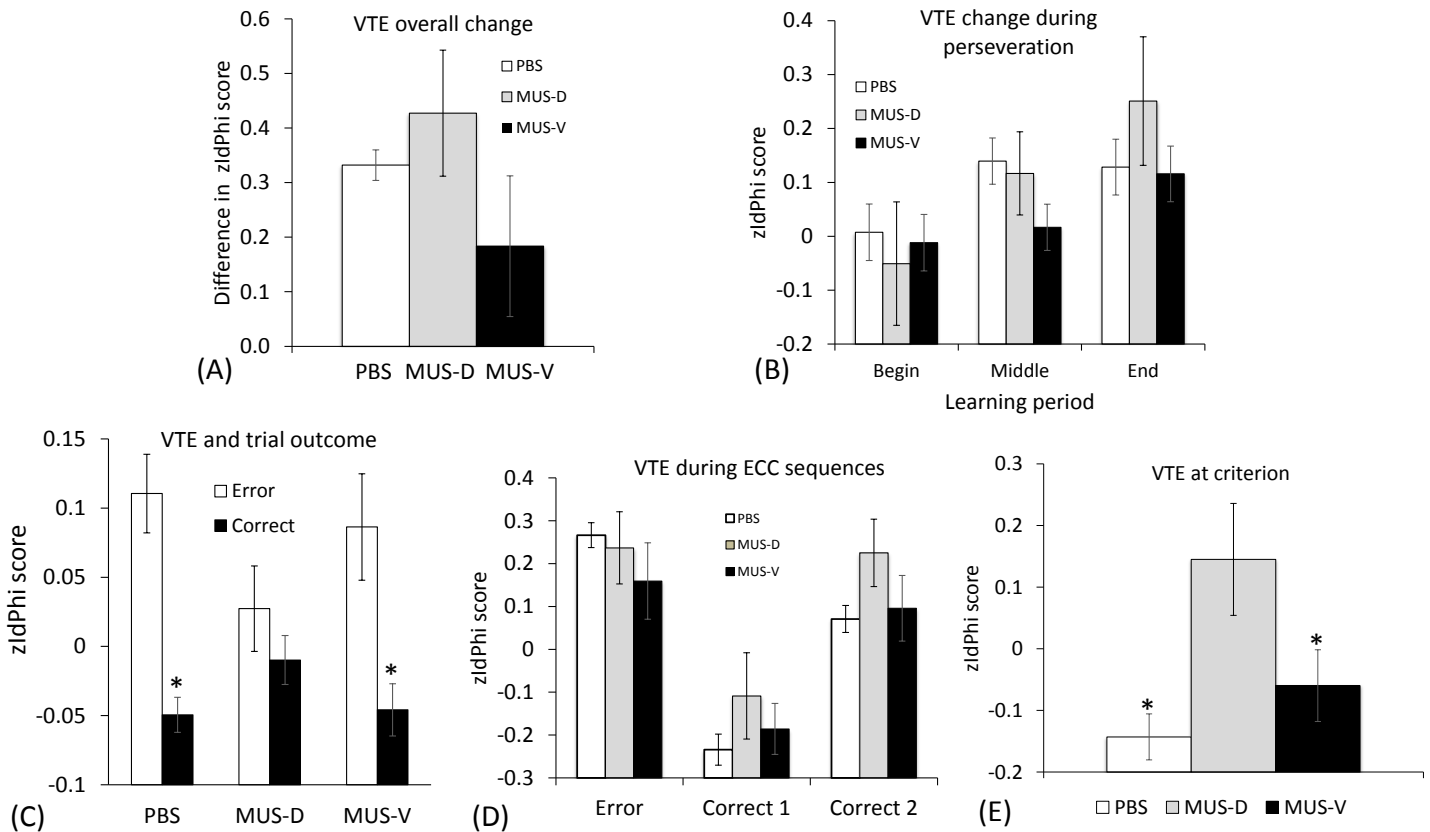 VTE overall change
Difference in zIdPhi score
0.6
0.5
0.4
0.3
0.2
0.1
0.0
PBS
MUS-D
MUS-V
PBS MUS-D MUS-V
(A)
VTE change during
perseveration
zIdPhi score
0.4
0.3
0.2
0.1
0
-0.1
-0.2
PBS
MUS-D
MUS-V
Begin Middle End
Learning period
(B)
VTE and trial outcome
zIdPhi score
0.15
0.1
0.05
0
-0.05
-0.1
Error
Correct
* *
PBS MUS-D MUS-V
(C)
VTE during ECC sequences
zIdPhi score
0.4
0.3
0.2
0.1
0
-0.1
-0.2
-0.3
PBS
MUS-D
MUS-V
Error Correct 1 Correct 2
(D)
VTE at criterion
zIdPhi score
0.3
0.2
0.1
0
-0.1
-0.2
* *
PBS MUS-D MUS-V
(E)